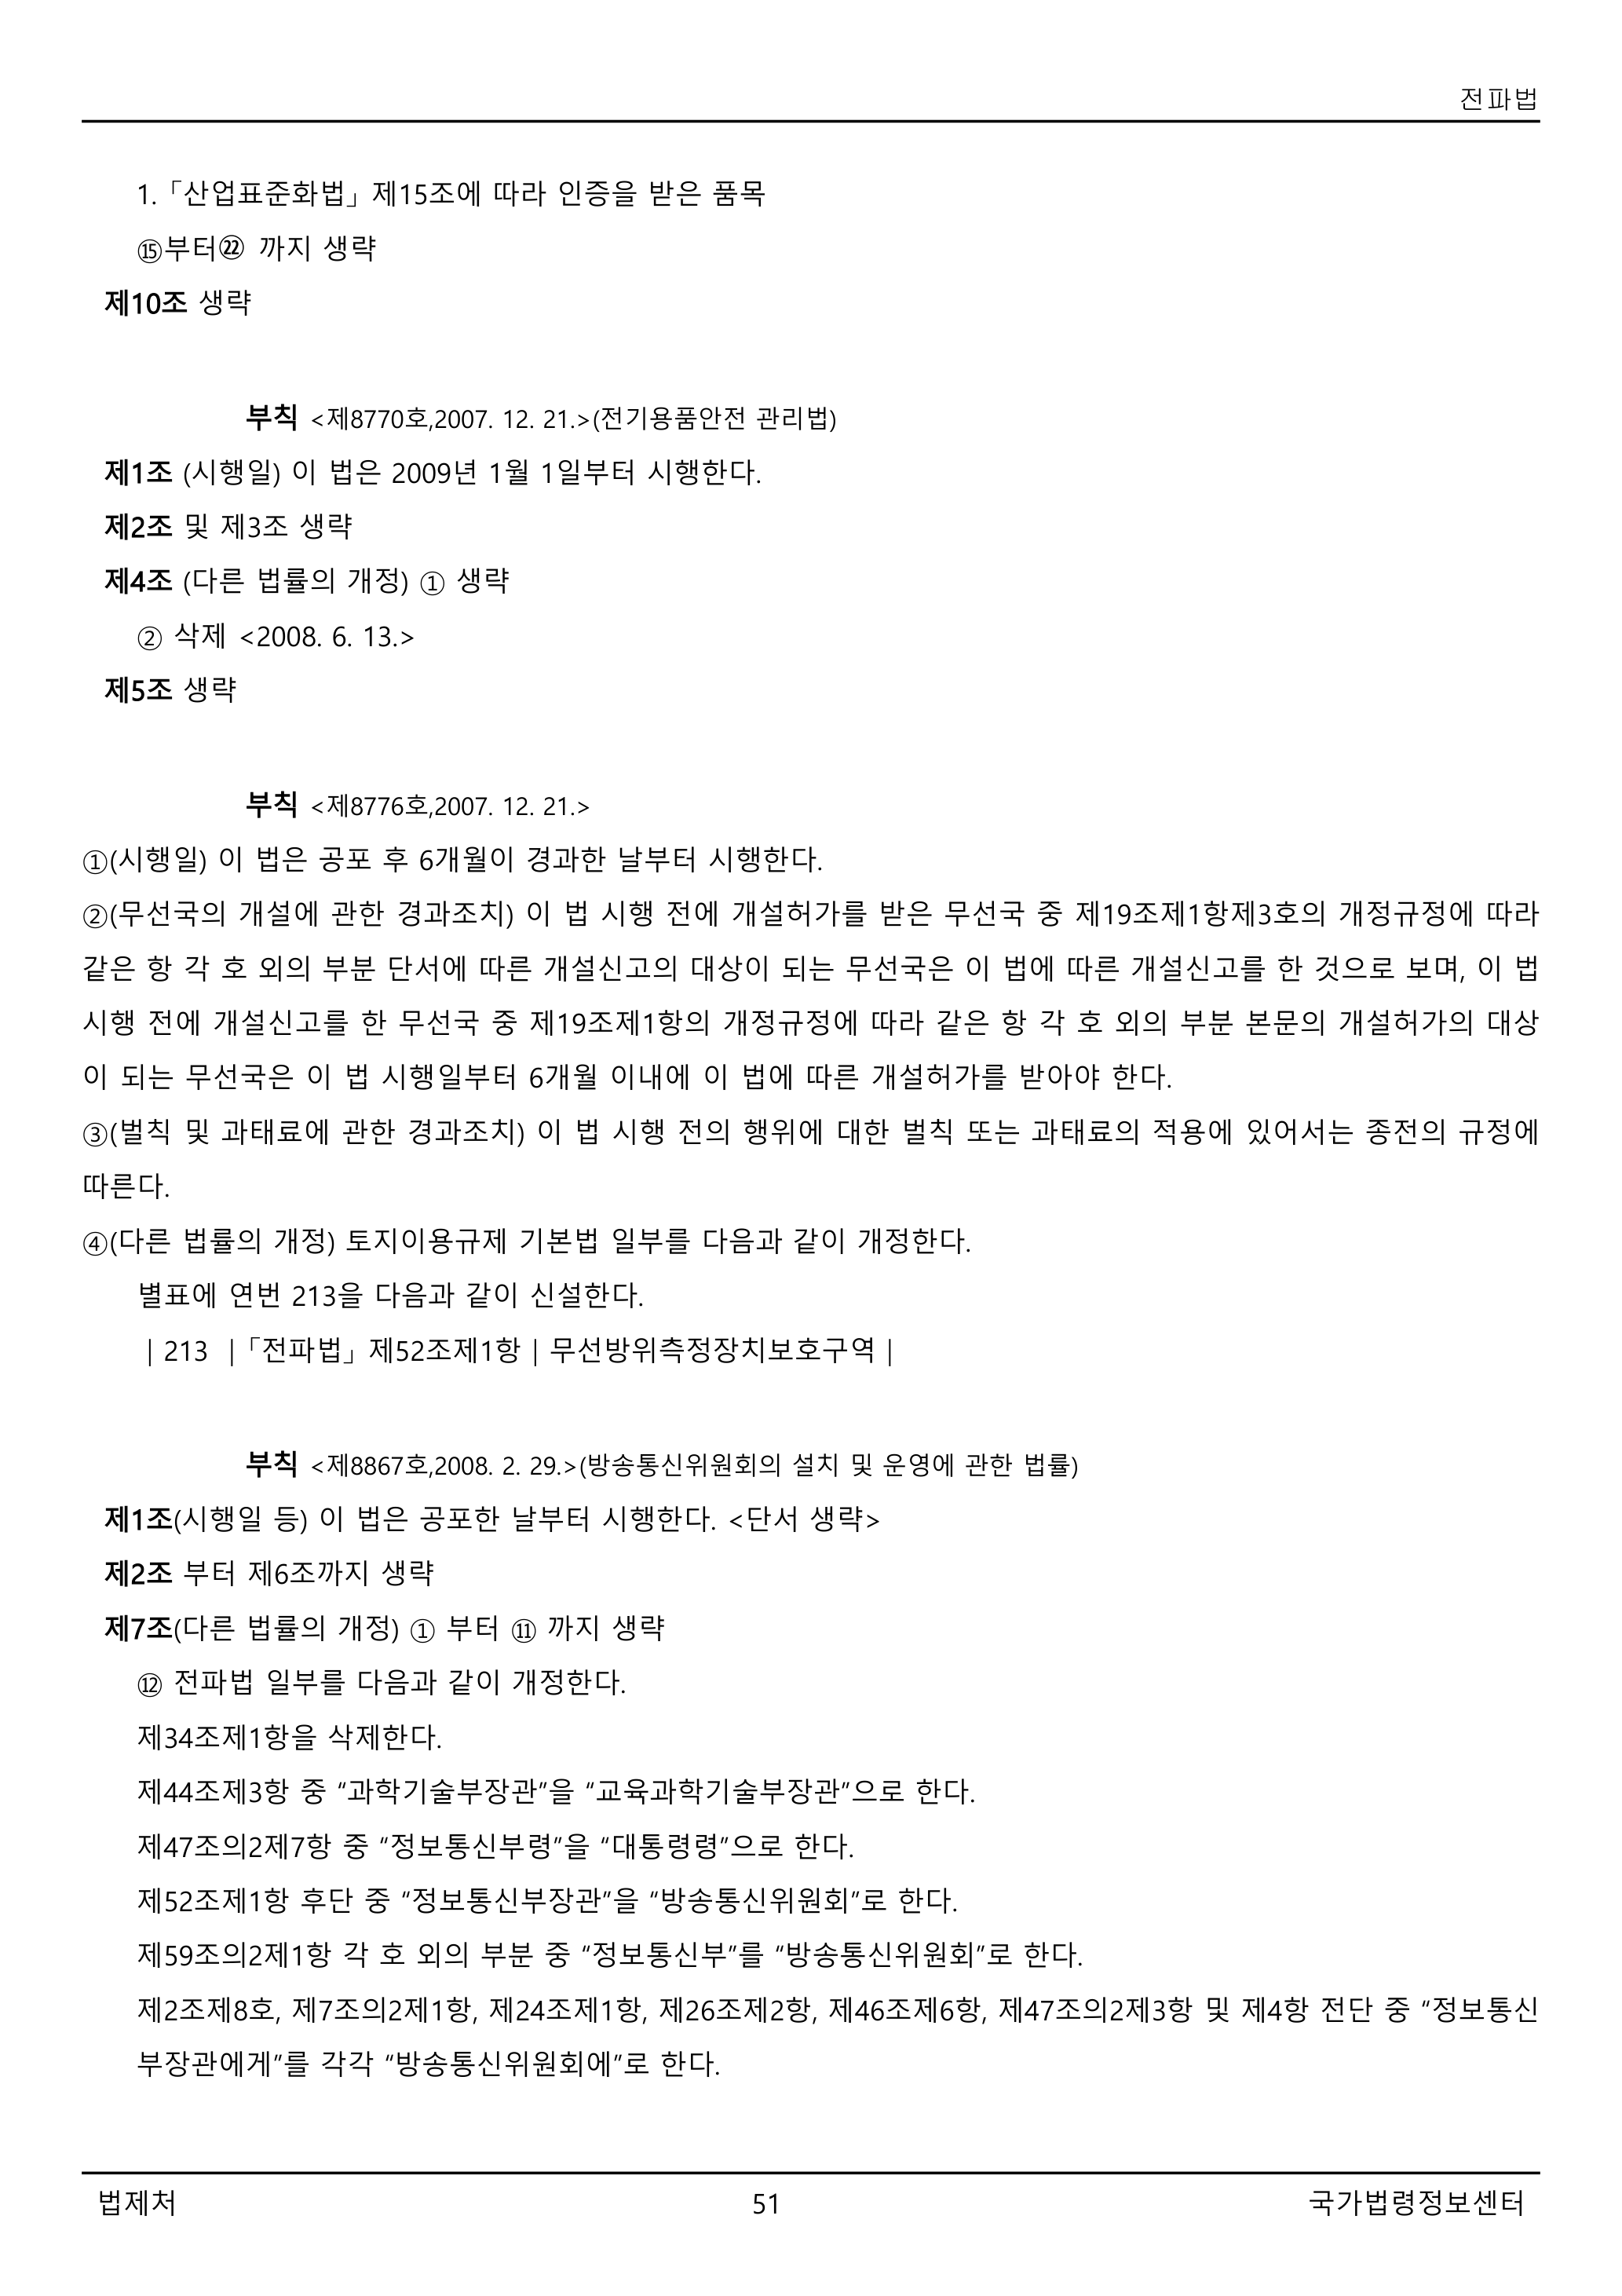 전파법
1.「산업표준화법」제15조에 따라 인증을 받은 품목
⑮부터㉒ 까지 생략
제10조 생략
부칙 <제8770호,2007. 12. 21.>(전기용품안전 관리법)
제1조 (시행일) 이 법은 2009년 1월 1일부터 시행한다.
제2조 및 제3조 생략
제4조 (다른 법률의 개정) ① 생략
② 삭제 <2008. 6. 13.>
제5조 생략
부칙 <제8776호,2007. 12. 21.>
①(시행일) 이 법은 공포 후 6개월이 경과한 날부터 시행한다.
②(무선국의 개설에 관한 경과조치) 이 법 시행 전에 개설허가를 받은 무선국 중 제19조제1항제3호의 개정규정에 따라
같은 항 각 호 외의 부분 단서에 따른 개설신고의 대상이 되는 무선국은 이 법에 따른 개설신고를 한 것으로 보며, 이 법
시행 전에 개설신고를 한 무선국 중 제19조제1항의 개정규정에 따라 같은 항 각 호 외의 부분 본문의 개설허가의 대상
이 되는 무선국은 이 법 시행일부터 6개월 이내에 이 법에 따른 개설허가를 받아야 한다.
③(벌칙 및 과태료에 관한 경과조치) 이 법 시행 전의 행위에 대한 벌칙 또는 과태료의 적용에 있어서는 종전의 규정에
따른다.
④(다른 법률의 개정) 토지이용규제 기본법 일부를 다음과 같이 개정한다.
별표에 연번 213을 다음과 같이 신설한다.
| 213 |「전파법」제52조제1항 | 무선방위측정장치보호구역 |
부칙 <제8867호,2008. 2. 29.>(방송통신위원회의 설치 및 운영에 관한 법률)
제1조(시행일 등) 이 법은 공포한 날부터 시행한다. <단서 생략>
제2조 부터 제6조까지 생략
제7조(다른 법률의 개정) ① 부터 ⑪ 까지 생략
⑫ 전파법 일부를 다음과 같이 개정한다.
제34조제1항을 삭제한다.
제44조제3항 중 “과학기술부장관”을 “교육과학기술부장관”으로 한다.
제47조의2제7항 중 “정보통신부령”을 “대통령령”으로 한다.
제52조제1항 후단 중 “정보통신부장관”을 “방송통신위원회”로 한다.
제59조의2제1항 각 호 외의 부분 중 “정보통신부”를 “방송통신위원회”로 한다.
제2조제8호, 제7조의2제1항, 제24조제1항, 제26조제2항, 제46조제6항, 제47조의2제3항 및 제4항 전단 중 “정보통신
부장관에게”를 각각 “방송통신위원회에”로 한다.
법제처 51 국가법령정보센터